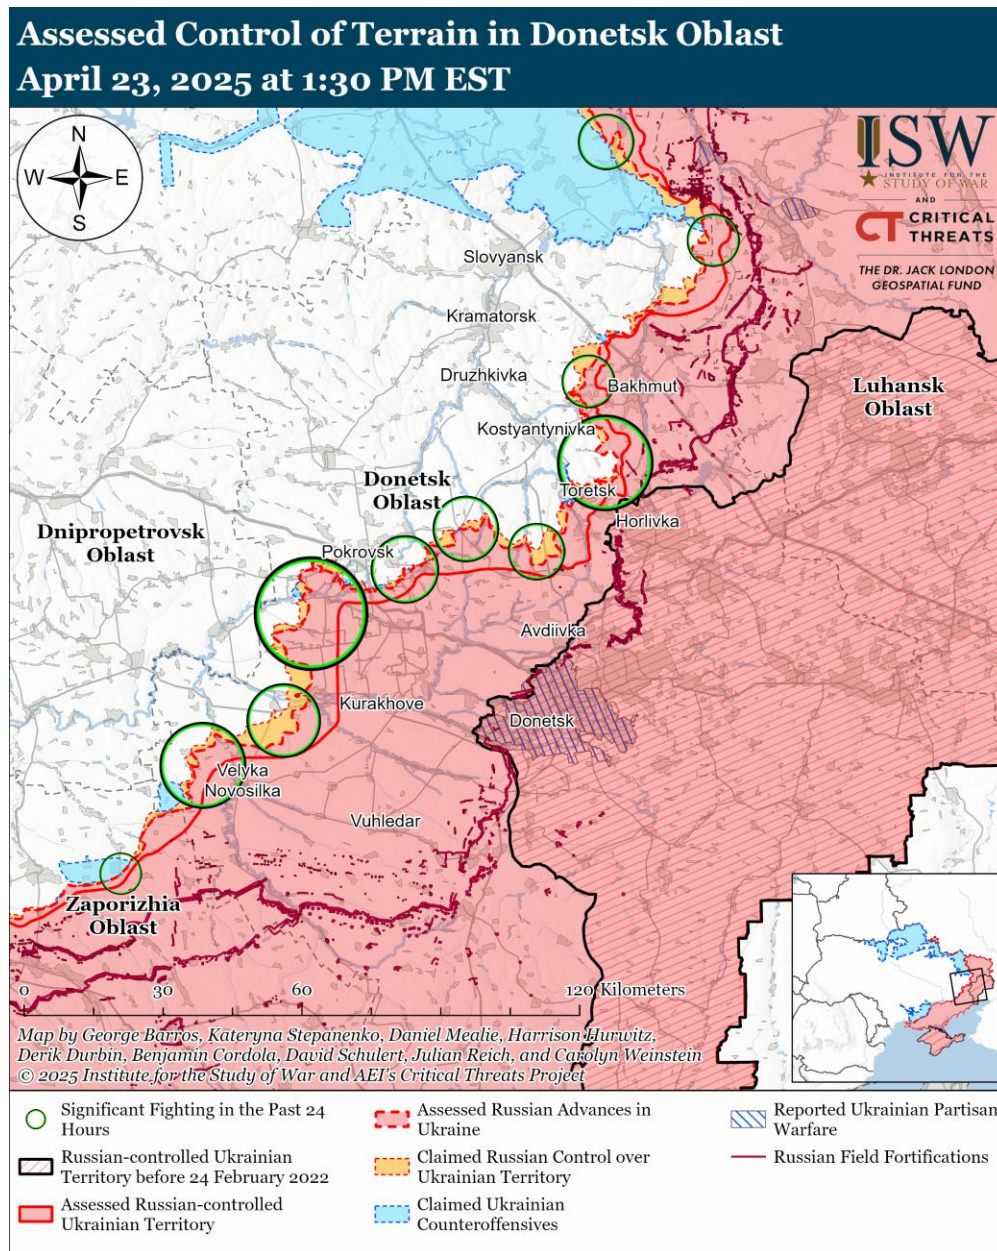 Assessed Control of Terrain in Donetsk Oblast
April 23, 2025 at 1:30 PM EST
N
W
E
S
ISW
INSTITUTE FOR THE
STUDY OF WAR
AND
CT CRITICAL
THREATS
THE DR. JACK LONDON
GEOSPATIAL FUND
Slovyansk
Kramatorsk
Druzhkivka
Bakhmut
Luhansk
Oblast
Kostyantynivka
Donetsk
Oblast
Toretsk
Horlivka
Dnipropetrovsk
Oblast
Pokrovsk
Avdiivka
Kurakhove
Donetsk
Velyka
Novosilka
Vuhledar
Zaporizhia
Oblast
0
30
60
120 Kilometers
Map by George Barros, Kateryna Stepanenko, Daniel Mealie, Harrison Hurwitz,
Derik Durbin, Benjamin Cordola, David Schulert, Julian Reich, and Carolyn Weinstein
© 2025 Institute for the Study of War and AEI's Critical Threats Project
Significant Fighting in the Past 24
Hours
Russian-controlled Ukrainian
Territory before 24 February 2022
Assessed Russian-controlled
Ukrainian Territory
Assessed Russian Advances in
Ukraine
Claimed Russian Control over
Ukrainian Territory
Claimed Ukrainian
Counteroffensives
Reported Ukrainian Partisan
Warfare
Russian Field Fortifications